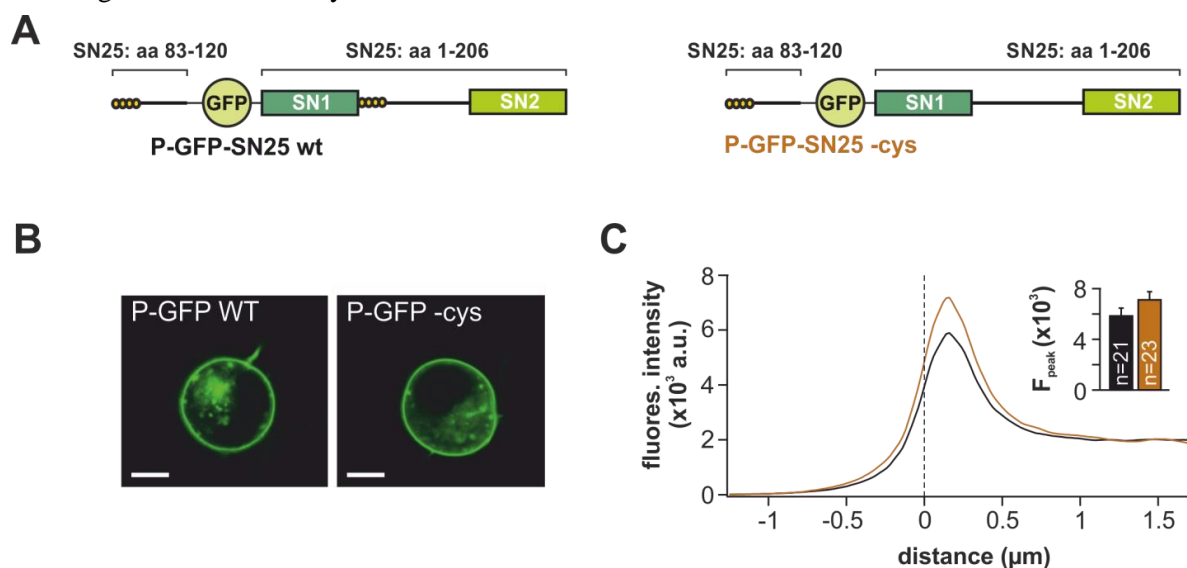 A
SN25: aa 83-120
SN25: aa 1-206
GFP
SN1
SN2
P-GFP-SN25 wt
SN25: aa 83-120
SN25: aa 1-206
GFP
SN1
SN2
P-GFP-SN25 -cys
B
P-GFP WT
P-GFP -cys
C
fluores. intensity
(x10³ a.u.)
8
6
4
2
0
-1
-0.5
0
0.5
1
1.5
distance (µm)
F peak (x10³)
8
6
0
n=21
n=23